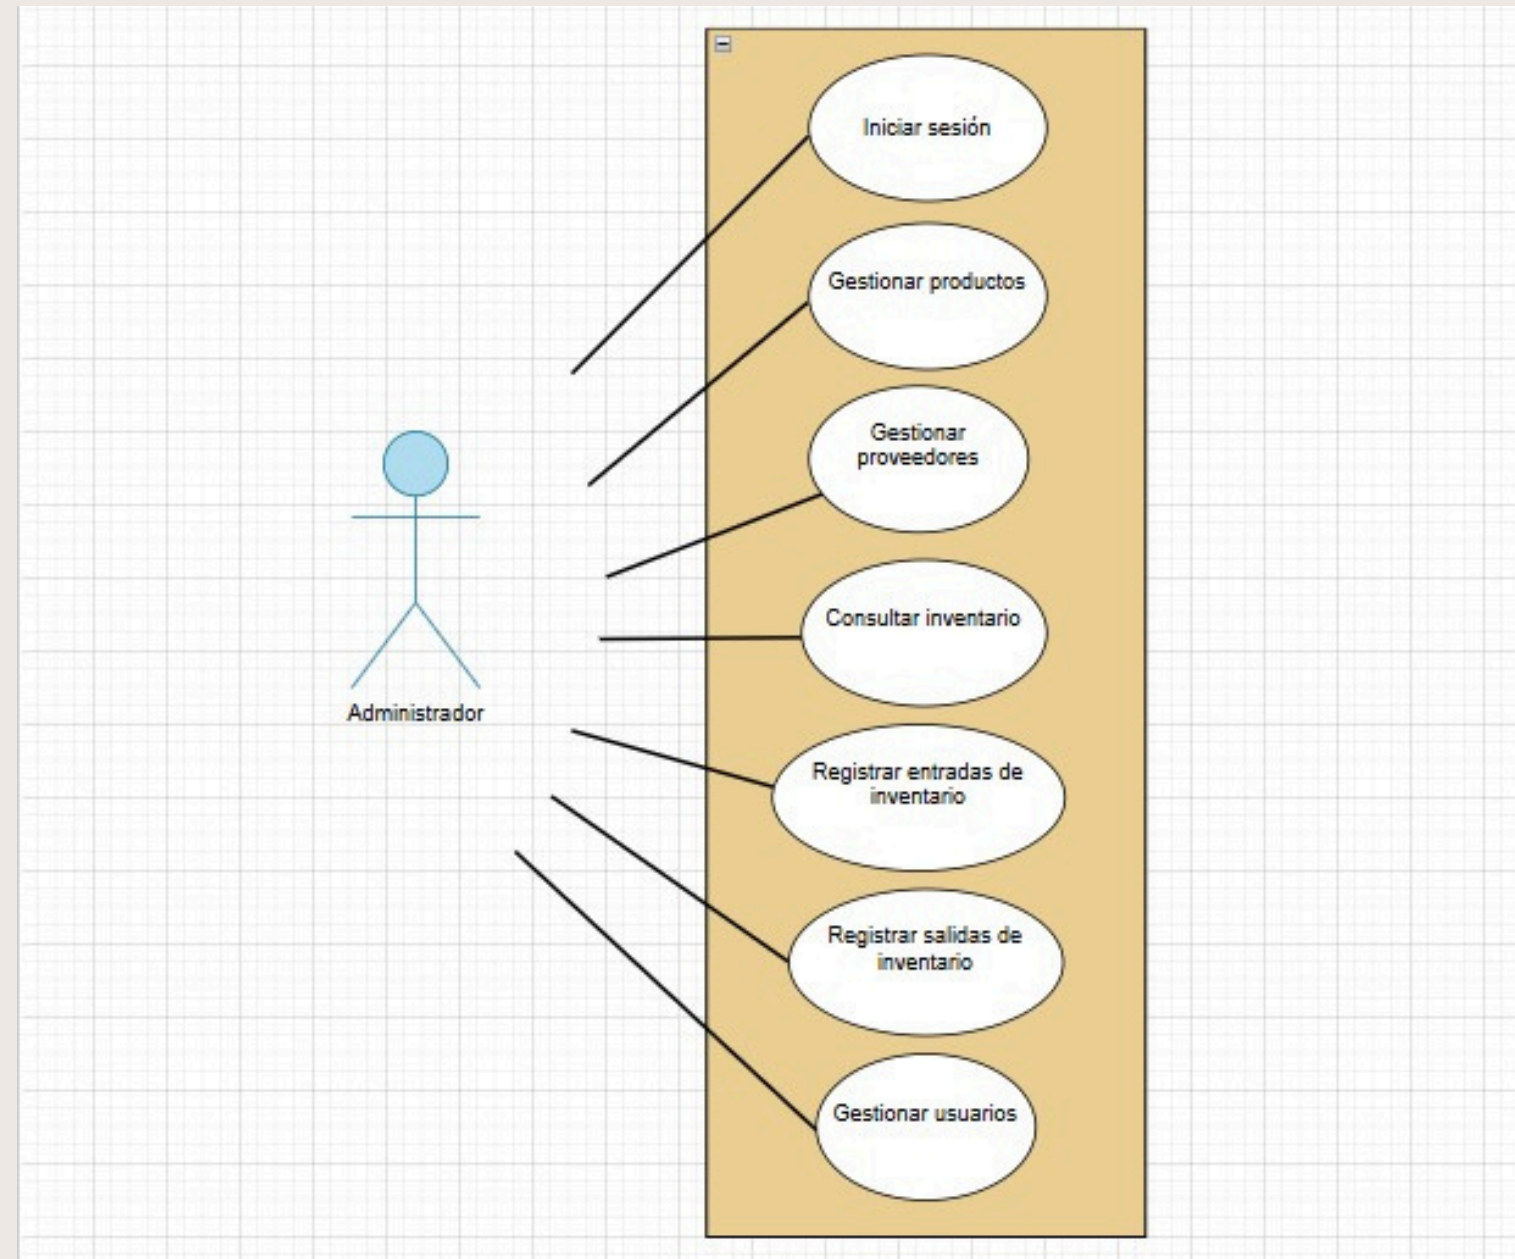 Iniciar sesión
Gestionar productos
Gestionar
proveedores
Consultar inventario
Administrador
Registrar entradas de
inventario
Registrar salidas de
inventario
Gestionar usuarios